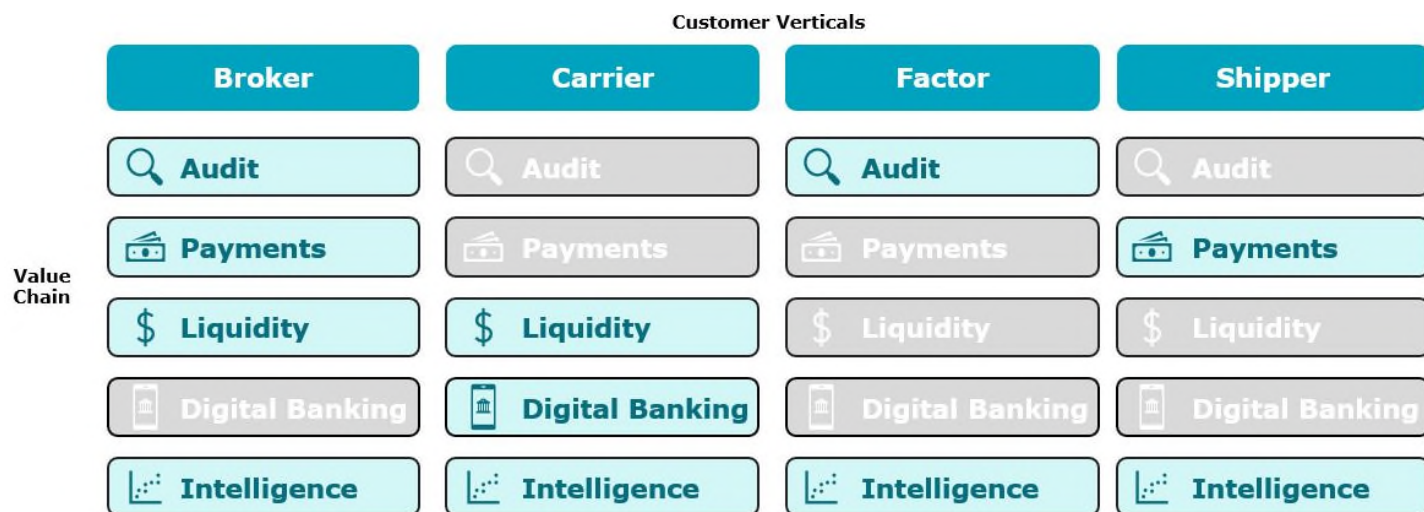 Customer Verticals
Broker Carrier Factor Shipper
Audit Audit Audit Audit
Payments Payments Payments Payments
Value
Chain
Liquidity Liquidity Liquidity Liquidity
Digital Banking Digital Banking Digital Banking Digital Banking
Intelligence Intelligence Intelligence Intelligence